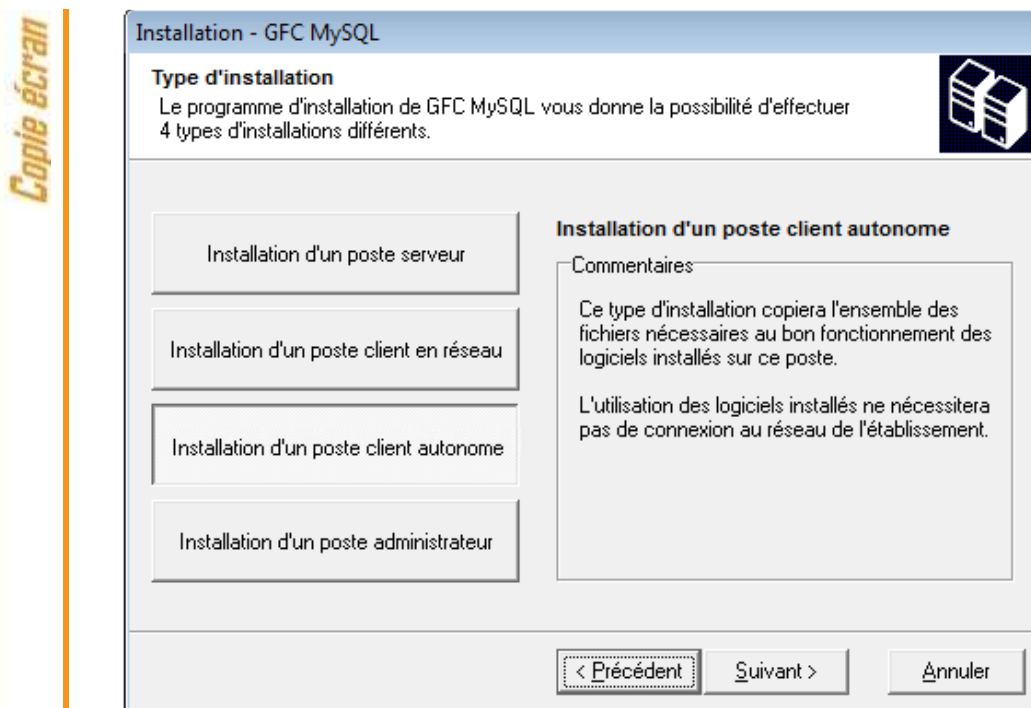 Copie écran
Installation - GFC MySQL
Type d'installation
Le programme d'installation de GFC MySQL vous donne la possibilité d'effectuer
4 types d'installations différents.
Installation d'un poste serveur
Installation d'un poste client en réseau
Installation d'un poste client autonome
Installation d'un poste administrateur
Installation d'un poste client autonome
Commentaires
Ce type d'installation copiera l'ensemble des
fichiers nécessaires au bon fonctionnement des
logiciels installés sur ce poste.
L'utilisation des logiciels installés ne nécessitera
pas de connexion au réseau de l'établissement.
< Précédent
Suivant >
Annuler